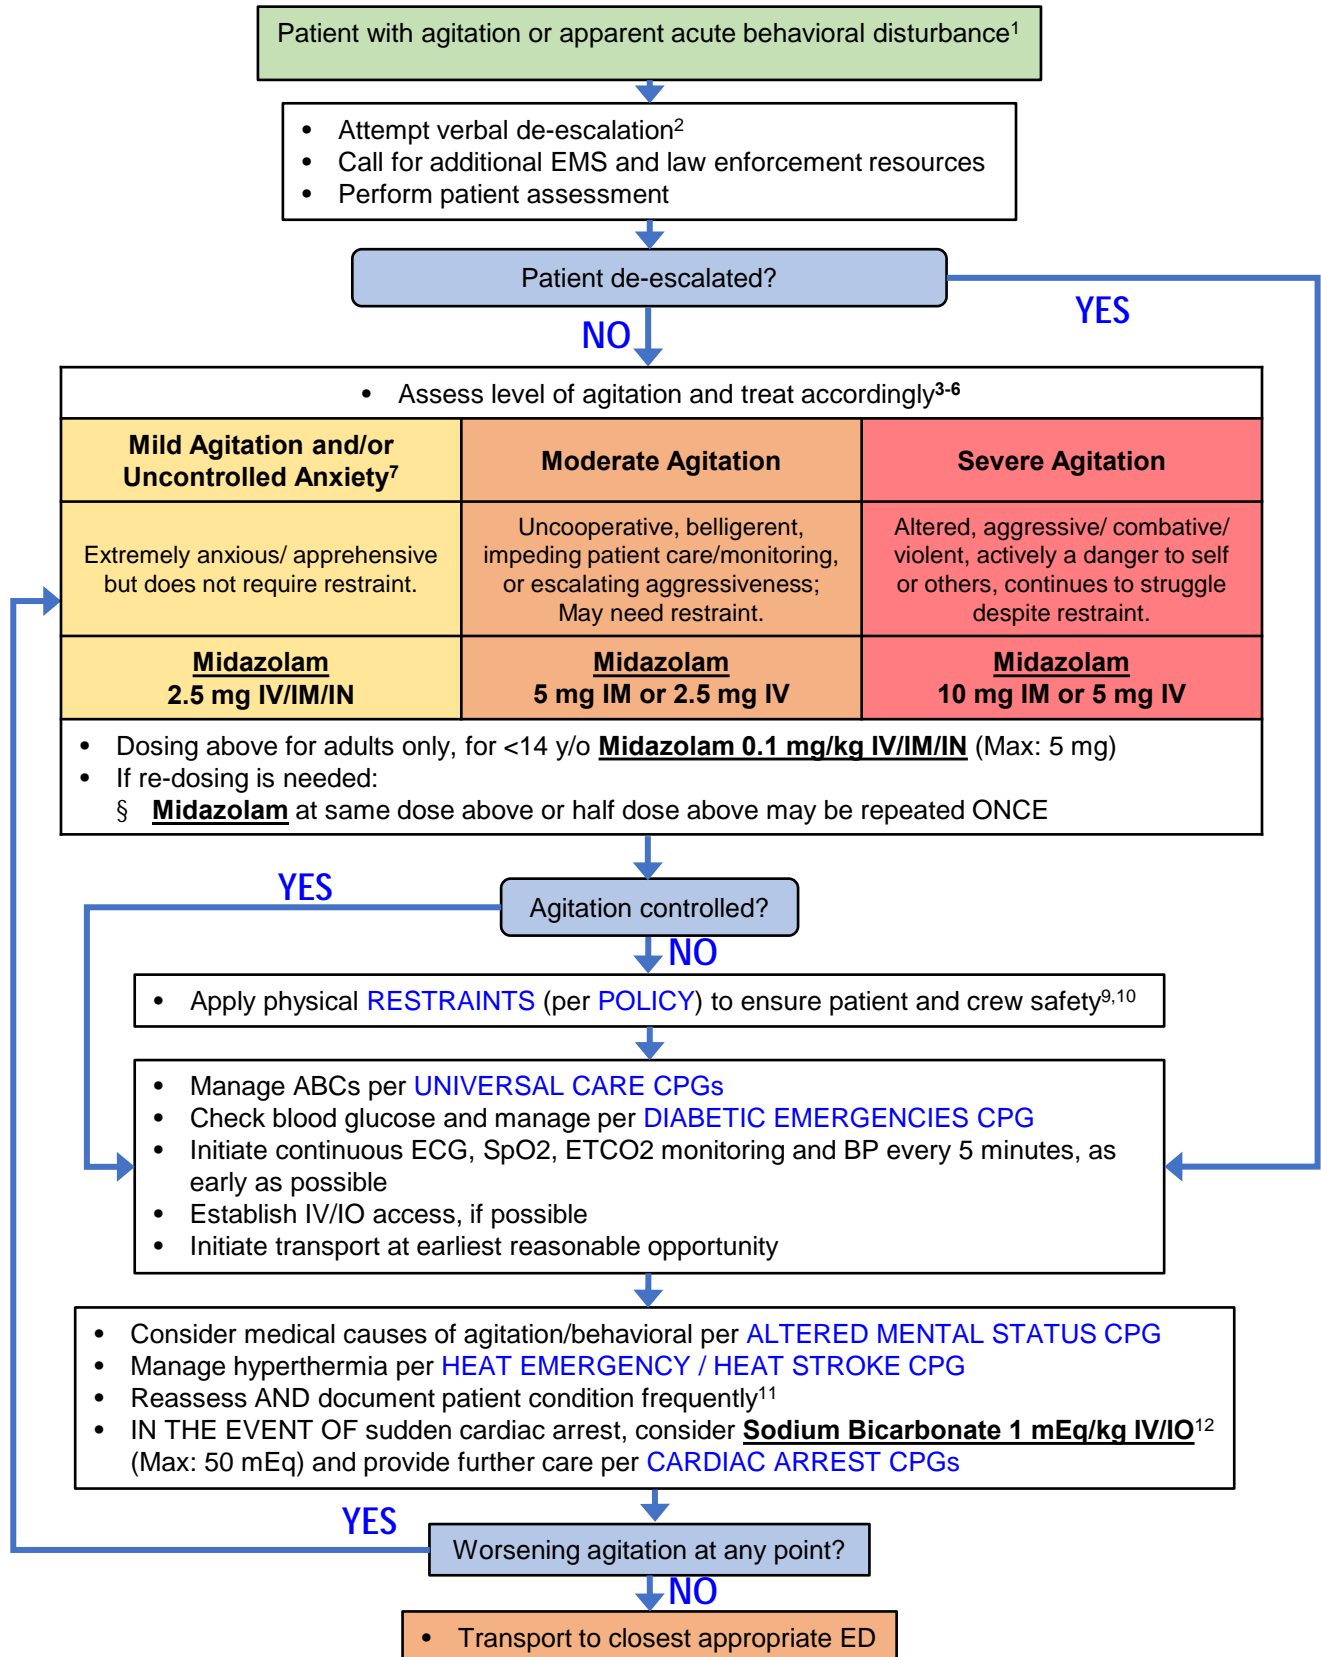 Patient with agitation or apparent acute behavioral disturbance¹
• Attempt verbal de-escalation²
• Call for additional EMS and law enforcement resources
• Perform patient assessment
Patient de-escalated?
YES
NO
• Assess level of agitation and treat accordingly³⁻⁶
Mild Agitation and/or
Uncontrolled Anxiety⁷
Moderate Agitation
Severe Agitation
Extremely anxious/ apprehensive
but does not require restraint.
Uncooperative, belligerent,
impeding patient care/monitoring,
or escalating aggressiveness;
May need restraint.
Altered, aggressive/ combative/
violent, actively a danger to self
or others, continues to struggle
despite restraint.
Midazolam
2.5 mg IV/IM/IN
Midazolam
5 mg IM or 2.5 mg IV
Midazolam
10 mg IM or 5 mg IV
• Dosing above for adults only, for <14 y/o Midazolam 0.1 mg/kg IV/IM/IN (Max: 5 mg)
• If re-dosing is needed:
§ Midazolam at same dose above or half dose above may be repeated ONCE
YES
Agitation controlled?
NO
• Apply physical RESTRAINTS (per POLICY) to ensure patient and crew safety⁹,¹⁰
• Manage ABCs per UNIVERSAL CARE CPGs
• Check blood glucose and manage per DIABETIC EMERGENCIES CPG
• Initiate continuous ECG, SpO2, ETCO2 monitoring and BP every 5 minutes, as
early as possible
• Establish IV/IO access, if possible
• Initiate transport at earliest reasonable opportunity
• Consider medical causes of agitation/behavioral per ALTERED MENTAL STATUS CPG
• Manage hyperthermia per HEAT EMERGENCY / HEAT STROKE CPG
• Reassess AND document patient condition frequently¹¹
• IN THE EVENT OF sudden cardiac arrest, consider Sodium Bicarbonate 1 mEq/kg IV/IO¹²
(Max: 50 mEq) and provide further care per CARDIAC ARREST CPGs
YES
Worsening agitation at any point?
NO
• Transport to closest appropriate ED